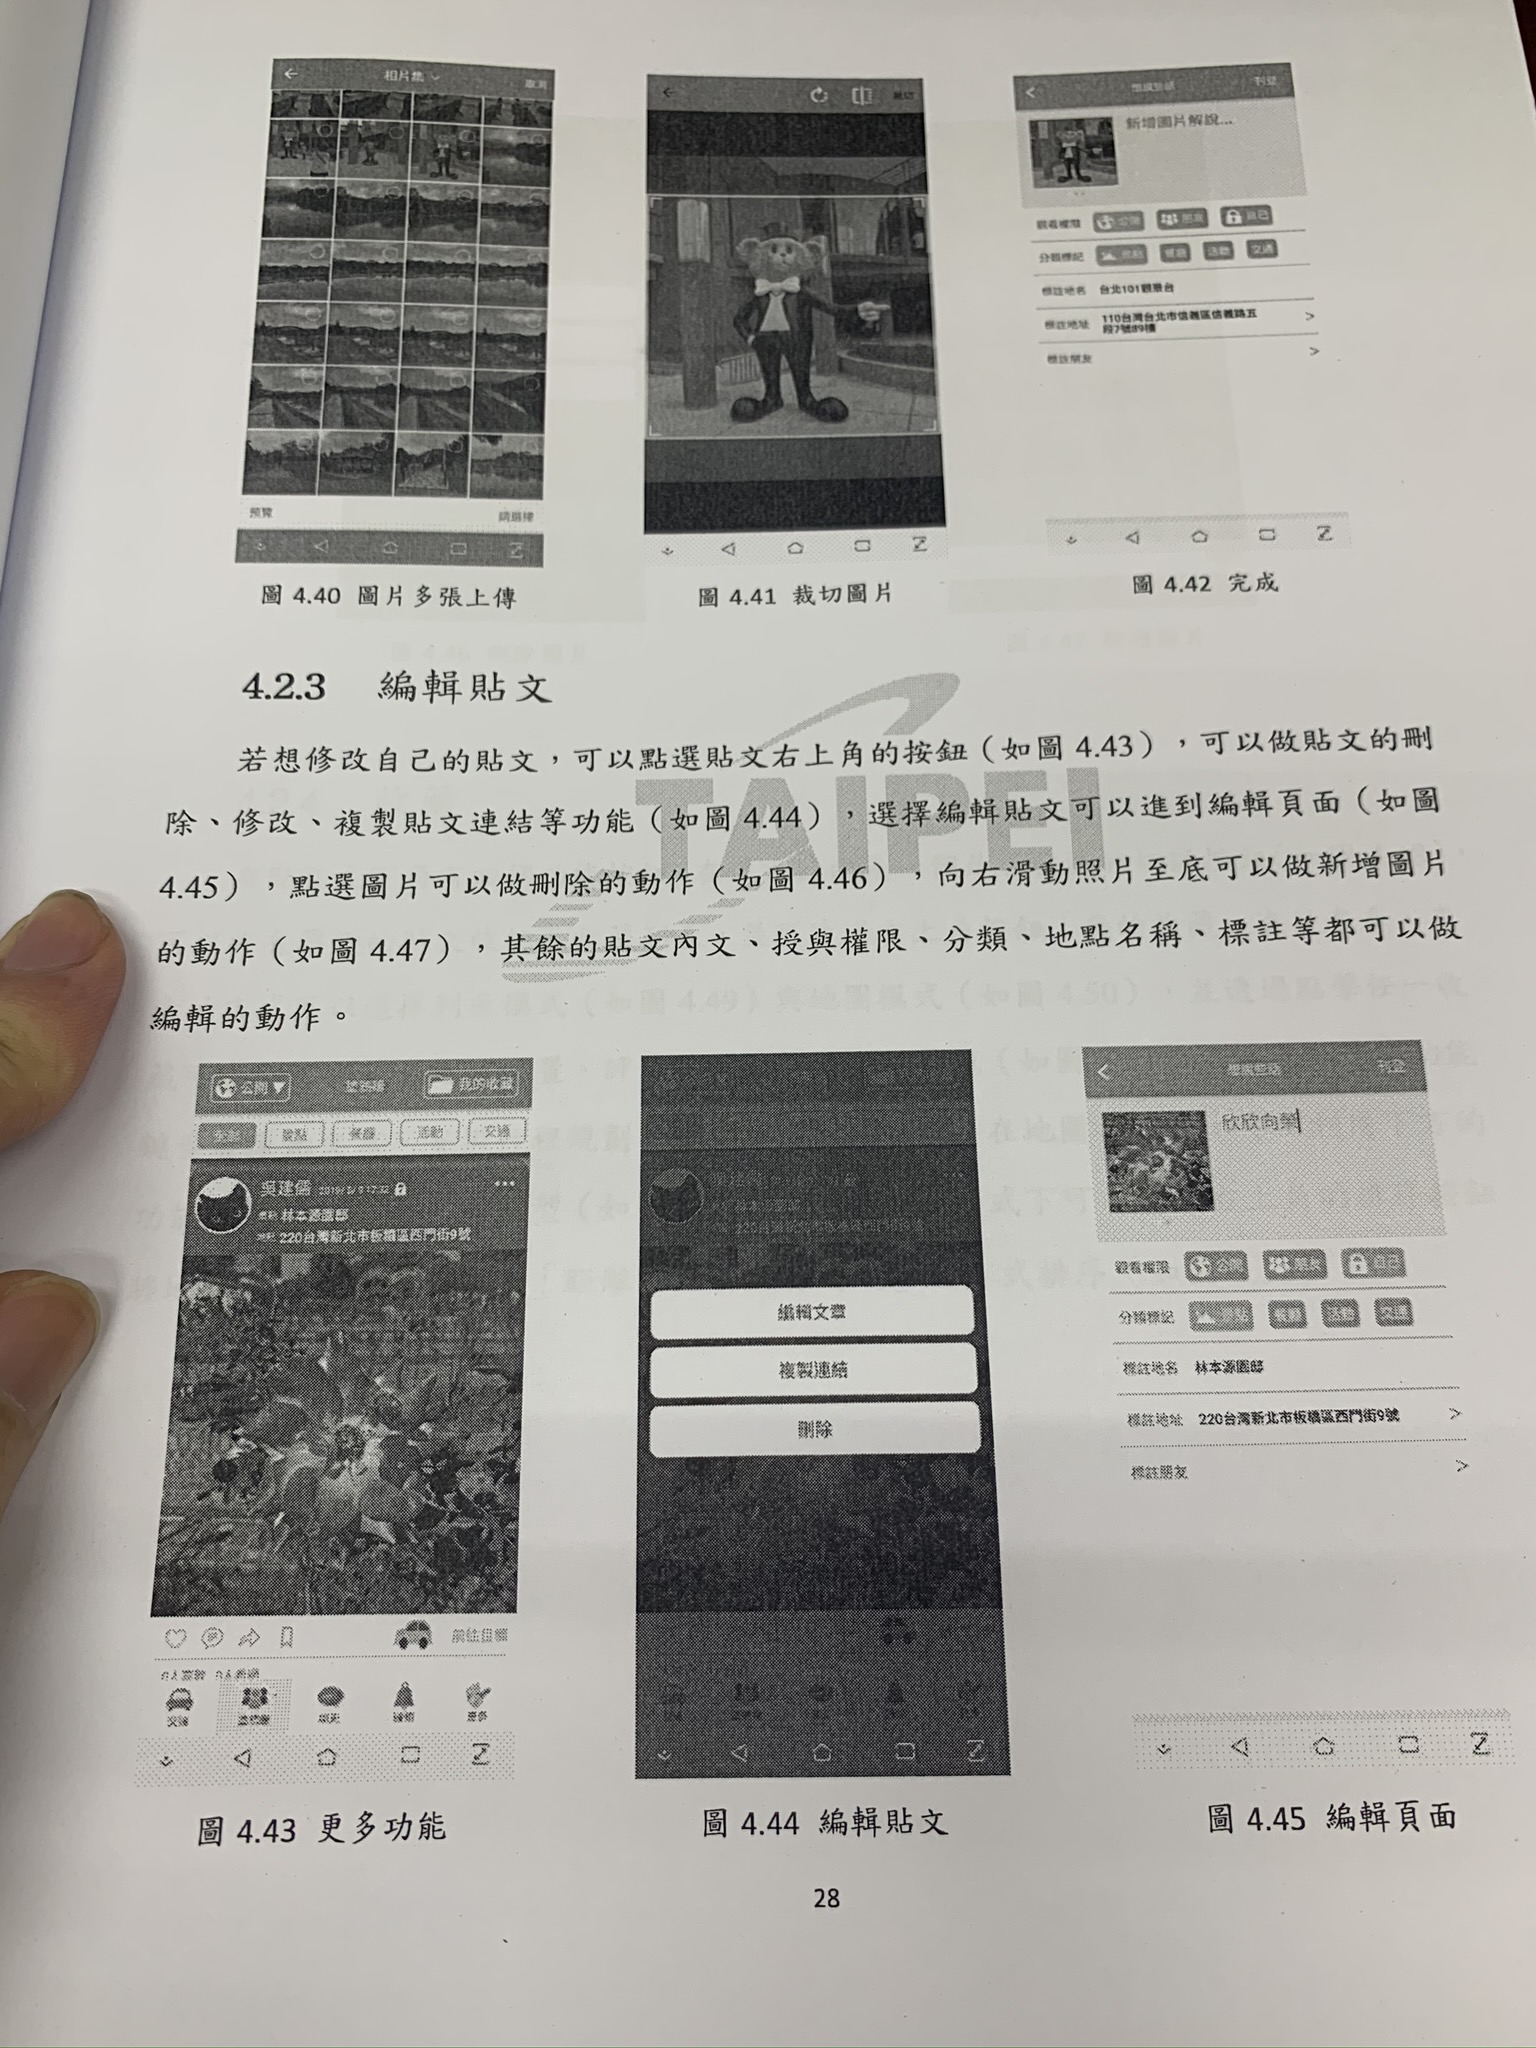 相片集
預覽
圖 4.40 圖片多張上傳
圖 4.41 裁切圖片
刊登
新增圖片解說...
觀看權限 公開 朋友 自己
分類標記 景點 餐廳 活動 交通
標註地名 台北101觀景台
標註地址 110台灣台北市信義區信義路五
段7號89樓
標註朋友
圖 4.42 完成
4.2.3 編輯貼文
若想修改自己的貼文，可以點選貼文右上角的按鈕（如圖 4.43），可以做貼文的刪
除、修改、複製貼文連結等功能（如圖 4.44），選擇編輯貼文可以進到編輯頁面（如圖
4.45），點選圖片可以做刪除的動作（如圖 4.46），向右滑動照片至底可以做新增圖片
的動作（如圖 4.47），其餘的貼文內文、授與權限、分類、地點名稱、標註等都可以做
編輯的動作。
TAIPEI
公開▼ 我的收藏
全部 景點 餐廳 活動 交通
吳建儒
林本源園邸
220台灣新北市板橋區西門街9號
圖 4.43 更多功能
編輯文章
複製連結
刪除
圖 4.44 編輯貼文
刊登
欣欣向榮
觀看權限 公開 朋友 自己
分類標記 景點 餐廳 活動 交通
標註地名 林本源園邸
標註地址 220台灣新北市板橋區西門街9號
標註朋友
圖 4.45 編輯頁面
28